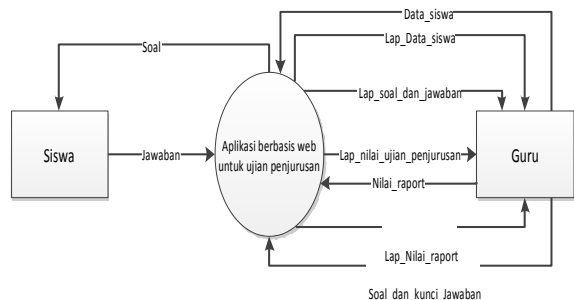 Data_siswa
Lap_Data_siswa
Soal
Lap_soal_dan_jawaban
Aplikasi berbasis web
untuk ujian penjurusan
Siswa
Jawaban
Lap_nilai_ujian_penjurusan
Guru
Nilai_raport
Lap_Nilai_raport
Soal dan kunci Jawaban